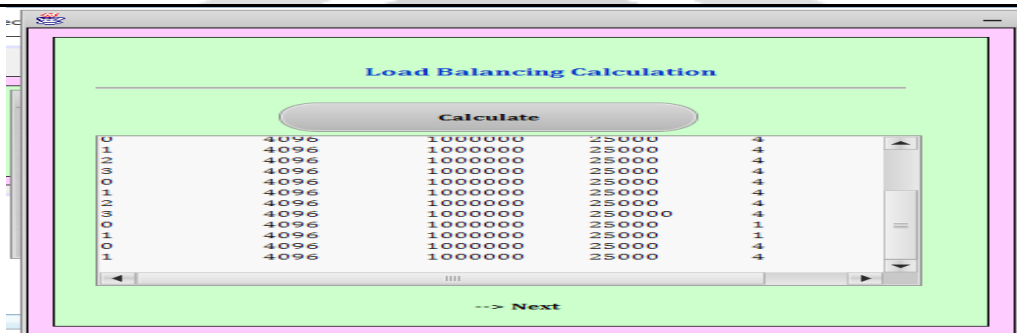 Load Balancing Calculation
Calculate
0 4096 1000000 25000 4
1 4096 1000000 25000 4
2 4096 1000000 25000 4
3 4096 1000000 25000 4
0 4096 1000000 25000 4
1 4096 1000000 25000 4
2 4096 1000000 25000 4
3 4096 1000000 250000 4
0 4096 1000000 25000 1
1 4096 1000000 25000 1
0 4096 1000000 25000 4
1 4096 1000000 25000 4
--> Next